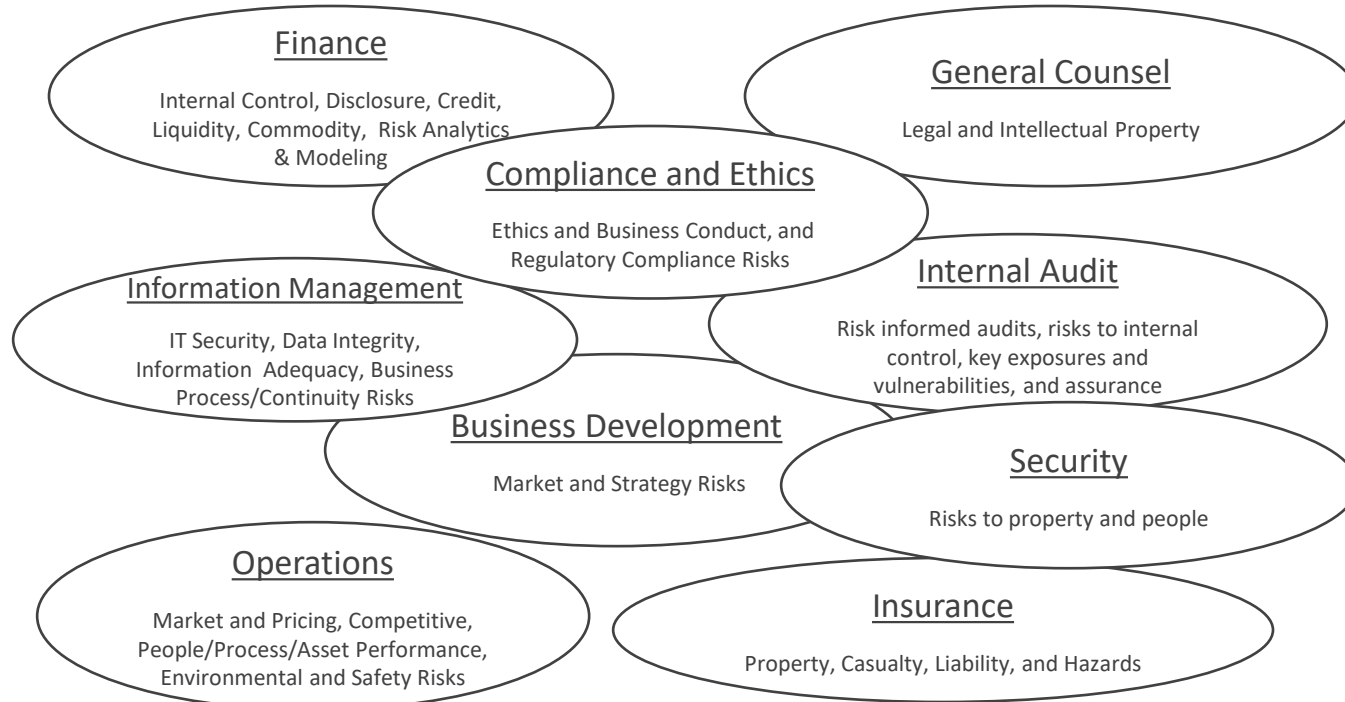 Finance
Internal Control, Disclosure, Credit,
Liquidity, Commodity, Risk Analytics
& Modeling
General Counsel
Legal and Intellectual Property
Compliance and Ethics
Ethics and Business Conduct, and
Regulatory Compliance Risks
Information Management
IT Security, Data Integrity,
Information Adequacy, Business
Process/Continuity Risks
Internal Audit
Risk informed audits, risks to internal
control, key exposures and
vulnerabilities, and assurance
Business Development
Market and Strategy Risks
Security
Risks to property and people
Operations
Market and Pricing, Competitive,
People/Process/Asset Performance,
Environmental and Safety Risks
Insurance
Property, Casualty, Liability, and Hazards